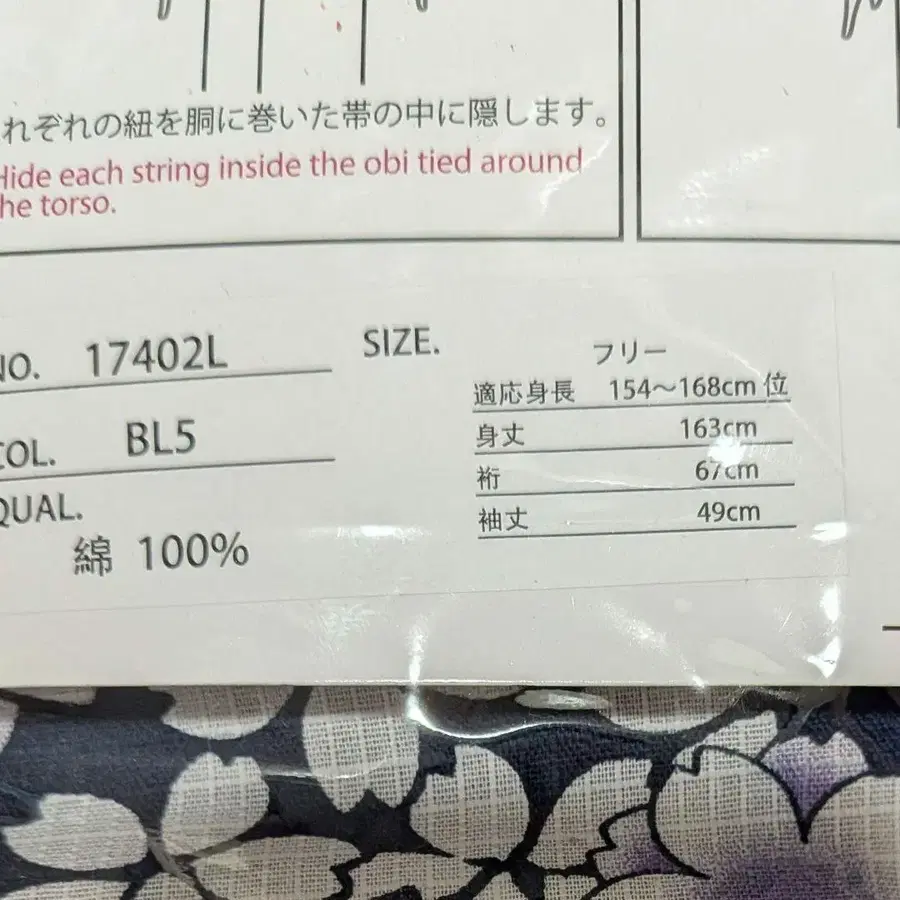 れぞれの紐を胴に巻いた帯の中に隠します。
Hide each string inside the obi tied around
the torso.
NO. 17402L
COL. BL5
QUAL.
綿 100%
SIZE.
フリー
適応身長 154〜168cm 位
身丈 163cm
裄 67cm
袖丈 49cm